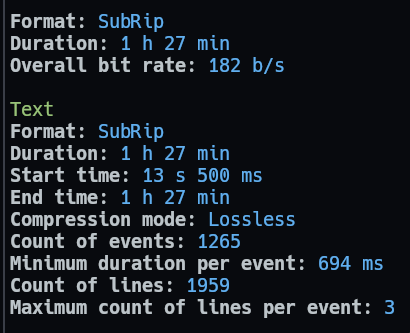 Format: SubRip
Duration: 1 h 27 min
Overall bit rate: 182 b/s
Text
Format: SubRip
Duration: 1 h 27 min
Start time: 13 s 500 ms
End time: 1 h 27 min
Compression mode: Lossless
Count of events: 1265
Minimum duration per event: 694 ms
Count of lines: 1959
Maximum count of lines per event: 3